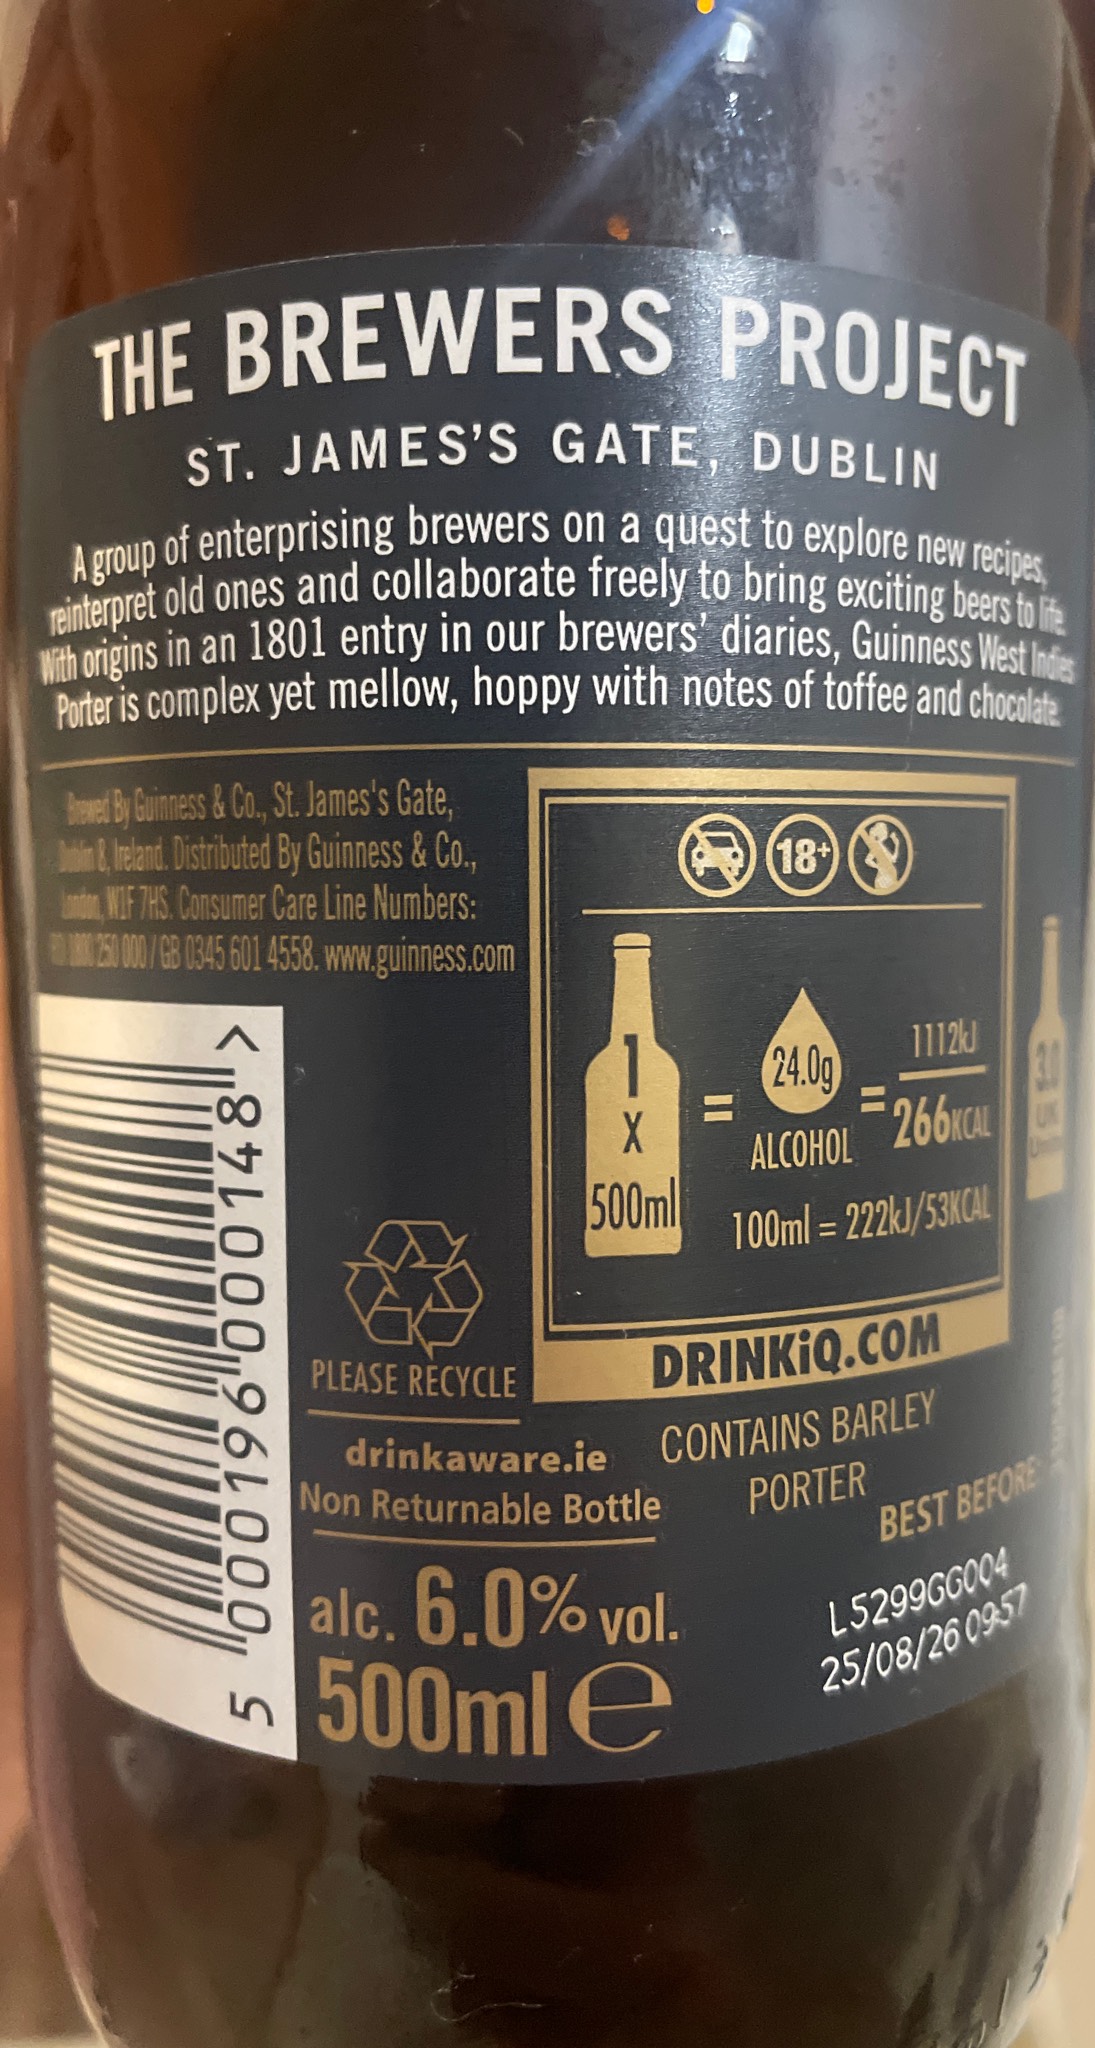 THE BREWERS PROJECT
ST. JAMES'S GATE, DUBLIN
A group of enterprising brewers on a quest to explore new recipes,
reinterpret old ones and collaborate freely to bring exciting beers to life.
With origins in an 1801 entry in our brewers' diaries, Guinness West Indies
Porter is complex yet mellow, hoppy with notes of toffee and chocolate.
Brewed By Guinness & Co., St. James's Gate,
Dublin 8, Ireland. Distributed By Guinness & Co.,
London, W1F 7HS. Consumer Care Line Numbers:
250 000 / GB 0345 601 4558. www.guinness.com
18+
1
x
500ml
=
24.0g
ALCOHOL
=
1112kJ
266KCAL
100ml = 222kJ/53KCAL
DRINKiQ.COM
3.0
UK
5 000196 000148 >
PLEASE RECYCLE
drinkaware.ie
Non Returnable Bottle
alc. 6.0% vol.
500ml e
CONTAINS BARLEY
PORTER
BEST BEFORE:
L5299GG004
25/08/26 09:57